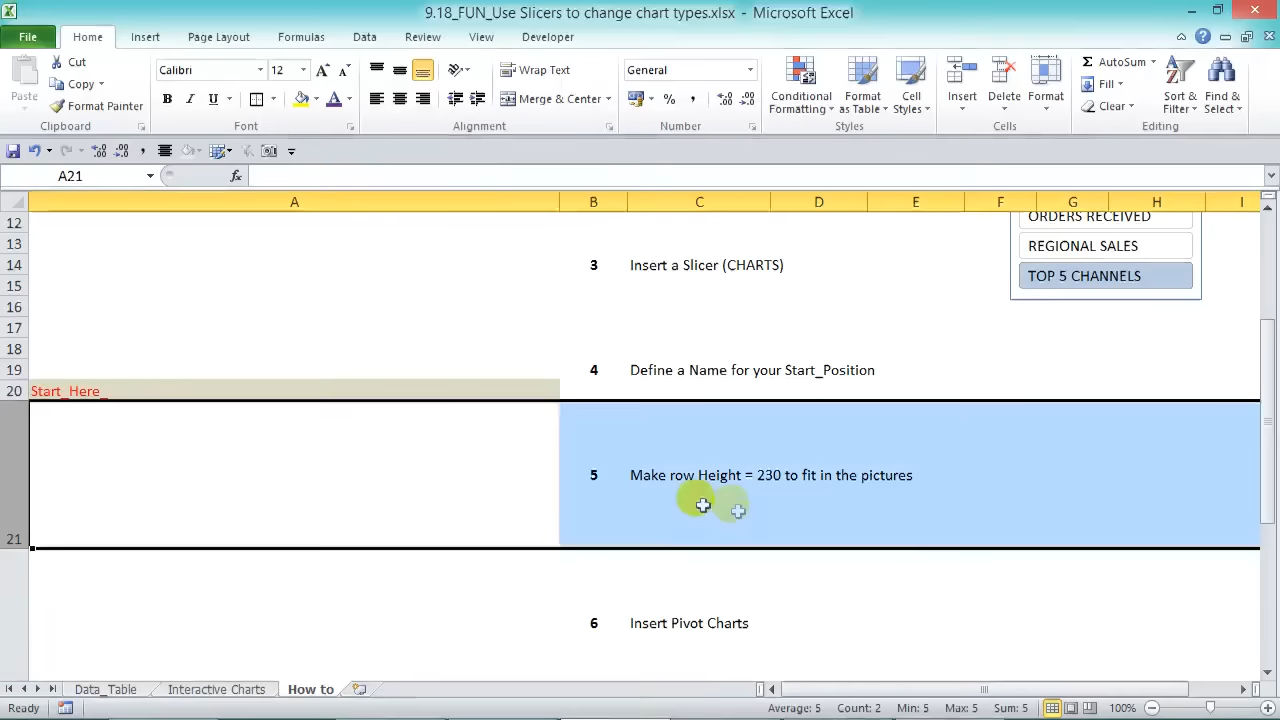 9.18_FUN_Use Slicers to change chart types.xlsx - Microsoft Excel
File Home Insert Page Layout Formulas Data Review View Developer
Paste
Cut
Copy
Format Painter
Clipboard
Calibri 12
B I U
Font
Wrap Text
Merge & Center
Alignment
General
%
Number
Conditional Formatting
Format as Table
Cell Styles
Styles
Insert
Delete
Format
Cells
AutoSum
Fill
Clear
Sort & Filter
Find & Select
Editing
A21 fx
A B C D E F G H I
12 ORDERS RECEIVED
13 REGIONAL SALES
14 3 Insert a Slicer (CHARTS)
15 TOP 5 CHANNELS
16
17
18
19 4 Define a Name for your Start_Position
20 Start_Here_
5 Make row Height = 230 to fit in the pictures
21
6 Insert Pivot Charts
Data_Table Interactive Charts How to
Ready Average: 5 Count: 2 Min: 5 Max: 5 Sum: 5 100%